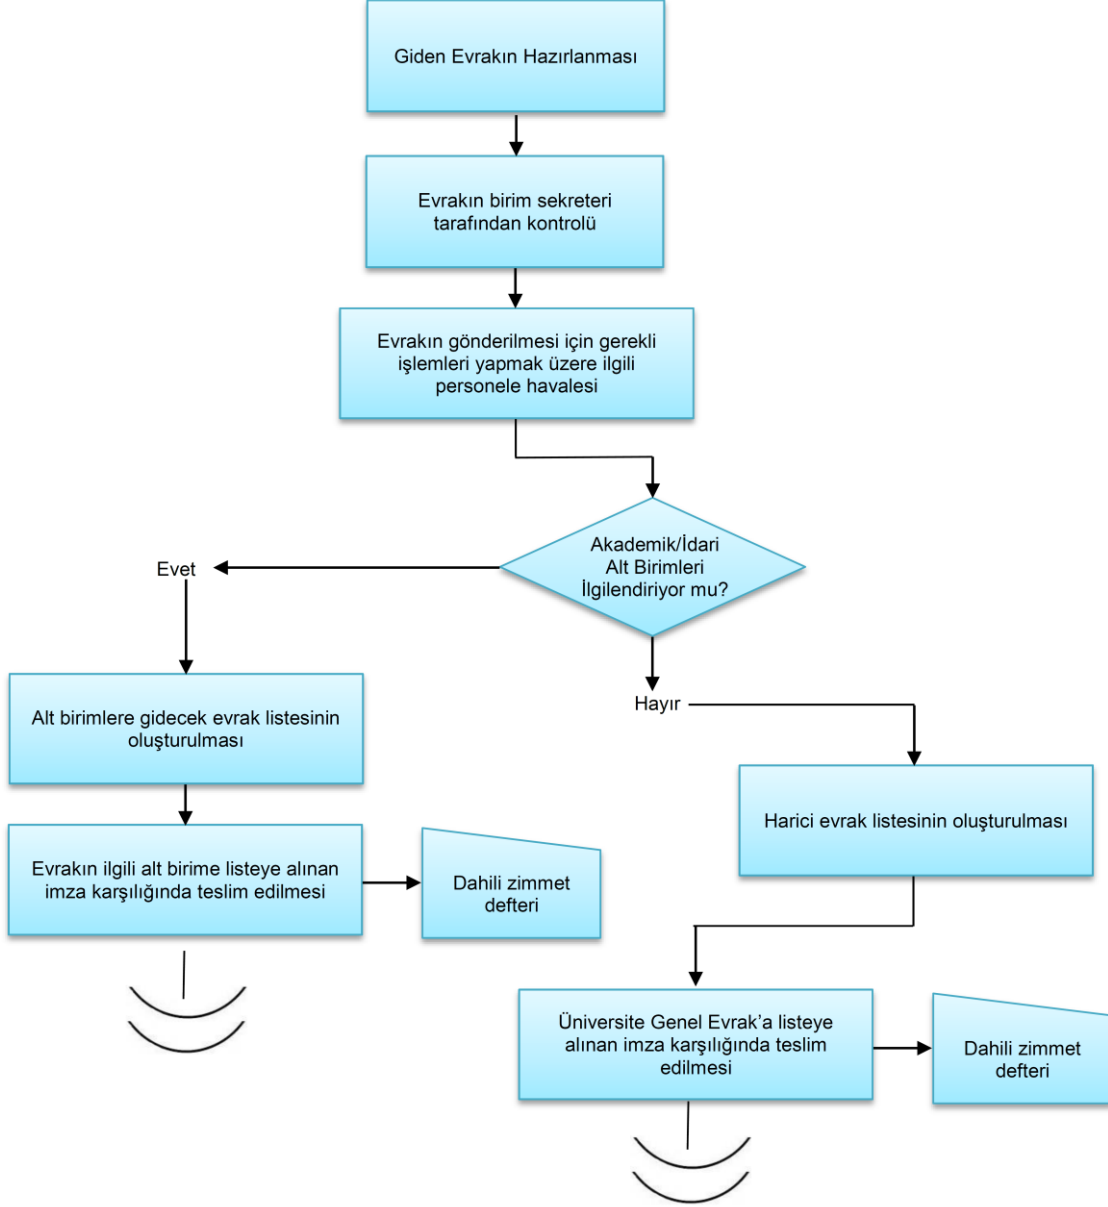 Giden Evrakın Hazırlanması
Evrakın birim sekreteri
tarafından kontrolü
Evrakın gönderilmesi için gerekli
işlemleri yapmak üzere ilgili
personele havalesi
Akademik/İdari
Alt Birimleri
İlgilendiriyor mu?
Evet
Hayır
Alt birimlere gidecek evrak listesinin
oluşturulması
Harici evrak listesinin oluşturulması
Evrakın ilgili alt birime listeye alınan
imza karşılığında teslim edilmesi
Dahili zimmet
defteri
Üniversite Genel Evrak’a listeye
alınan imza karşılığında teslim
edilmesi
Dahili zimmet
defteri